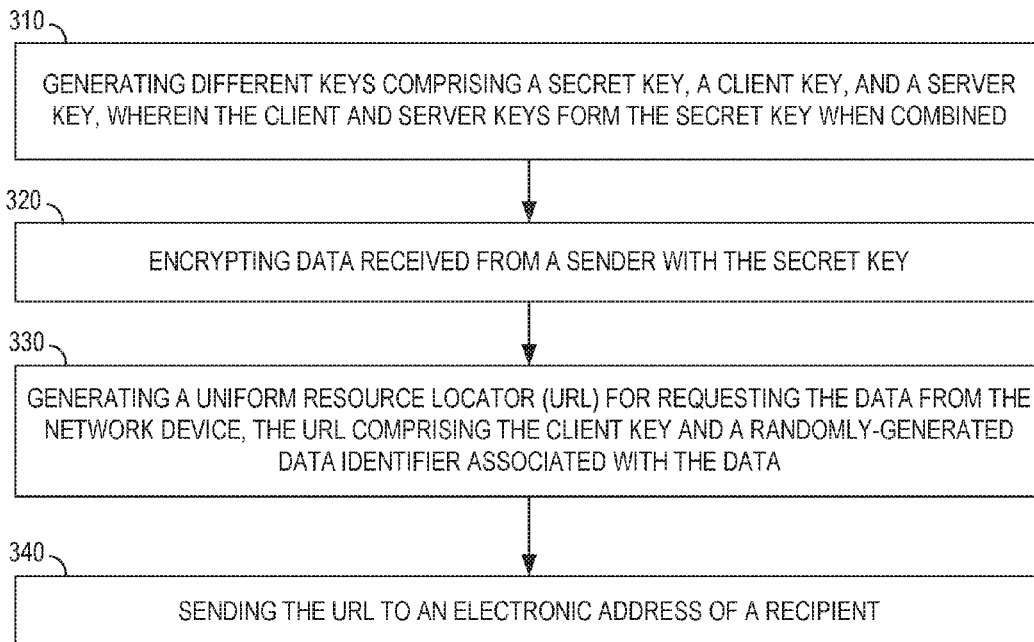 310
GENERATING DIFFERENT KEYS COMPRISING A SECRET KEY, A CLIENT KEY, AND A SERVER
KEY, WHEREIN THE CLIENT AND SERVER KEYS FORM THE SECRET KEY WHEN COMBINED
320
ENCRYPTING DATA RECEIVED FROM A SENDER WITH THE SECRET KEY
330
GENERATING A UNIFORM RESOURCE LOCATOR (URL) FOR REQUESTING THE DATA FROM THE
NETWORK DEVICE, THE URL COMPRISING THE CLIENT KEY AND A RANDOMLY-GENERATED
DATA IDENTIFIER ASSOCIATED WITH THE DATA
340
SENDING THE URL TO AN ELECTRONIC ADDRESS OF A RECIPIENT